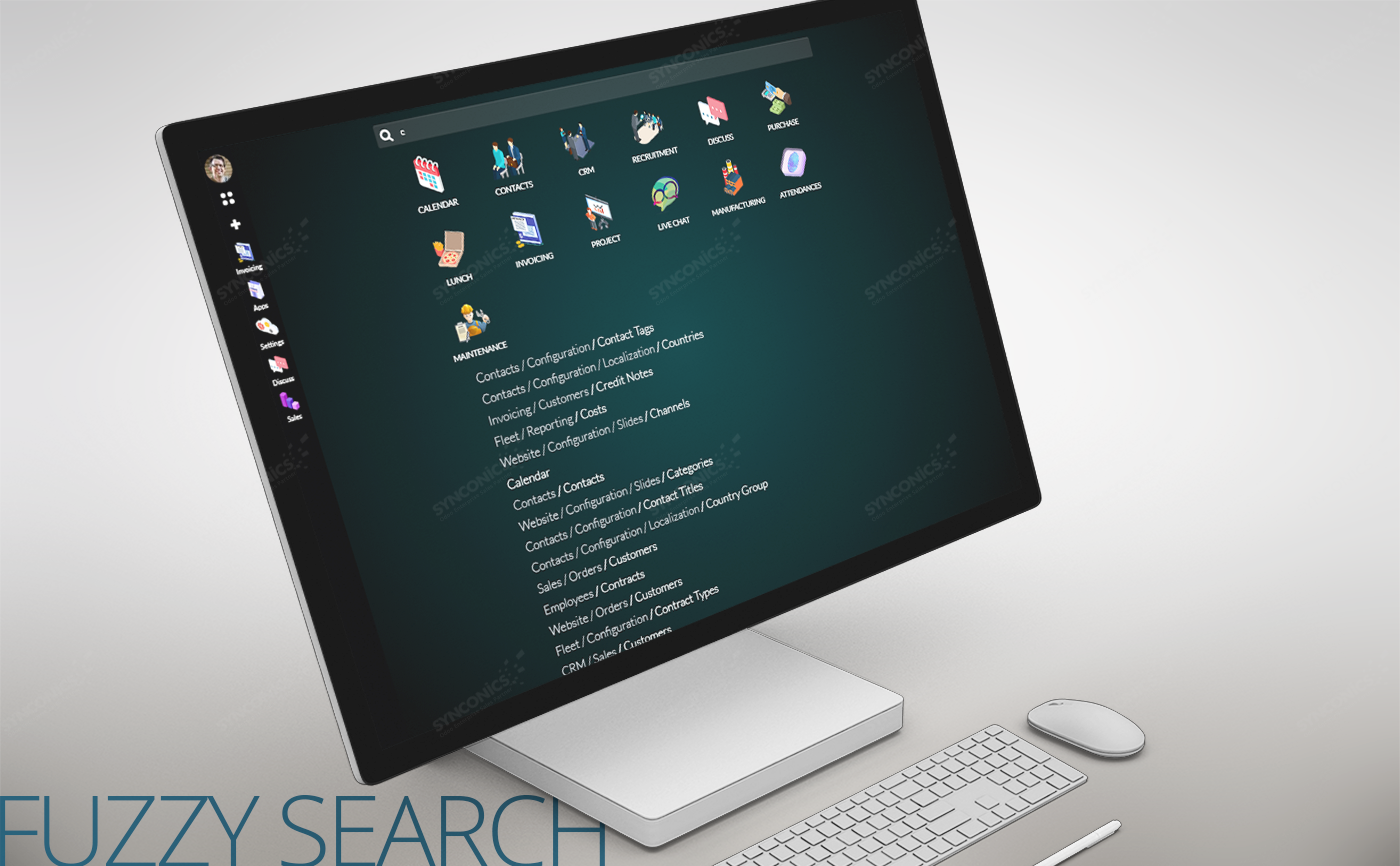 c
CALENDAR
CONTACTS
CRM
RECRUITMENT
DISCUSS
PURCHASE
LUNCH
INVOICING
PROJECT
LIVE CHAT
MANUFACTURING
ATTENDANCES
MAINTENANCE
Invoicing
Apps
Settings
Discuss
Sales
Contacts / Configuration / Contact Tags
Contacts / Configuration / Localization / Countries
Invoicing / Customers / Credit Notes
Fleet / Reporting / Costs
Website / Configuration / Slides / Channels
Calendar
Contacts / Contacts
Website / Configuration / Slides / Categories
Contacts / Configuration / Contact Titles
Contacts / Configuration / Localization / Country Group
Sales / Orders / Customers
Employees / Contracts
Website / Orders / Customers
Fleet / Configuration / Contract Types
CRM / Sales / Customers
SYNCONICS
FUZZY SEARCH